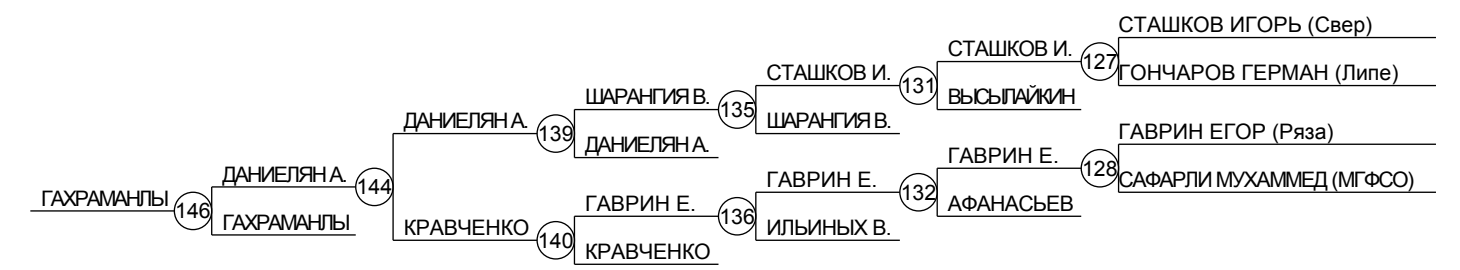 СТАШКОВ ИГОРЬ (Свер)
СТАШКОВ И.
127
СТАШКОВ И.
ГОНЧАРОВ ГЕРМАН (Липе)
131
ШАРАНГИЯ В.
ВЫСЫЛАЙКИН
135
ДАНИЕЛЯН А.
ШАРАНГИЯ В.
139
ГАВРИН ЕГОР (Ряза)
ДАНИЕЛЯН А.
ГАВРИН Е.
128
ДАНИЕЛЯН А.
ГАВРИН Е.
САФАРЛИ МУХАММЕД (МГФСО)
144
132
ГАХРАМАНЛЫ
ГАВРИН Е.
АФАНАСЬЕВ
146
136
ГАХРАМАНЛЫ
КРАВЧЕНКО
ИЛЬИНЫХ В.
140
КРАВЧЕНКО